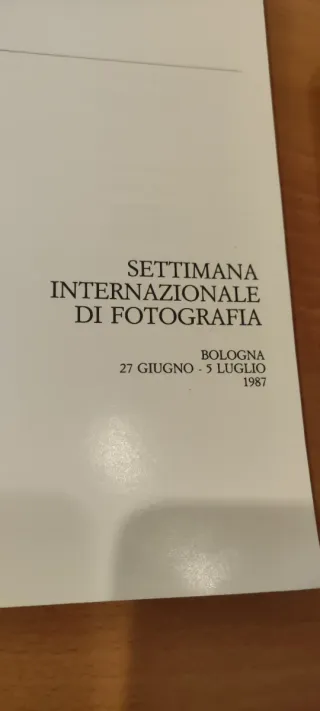 SETTIMANA
INTERNAZIONALE
DI FOTOGRAFIA
BOLOGNA
27 GIUGNO - 5 LUGLIO
1987